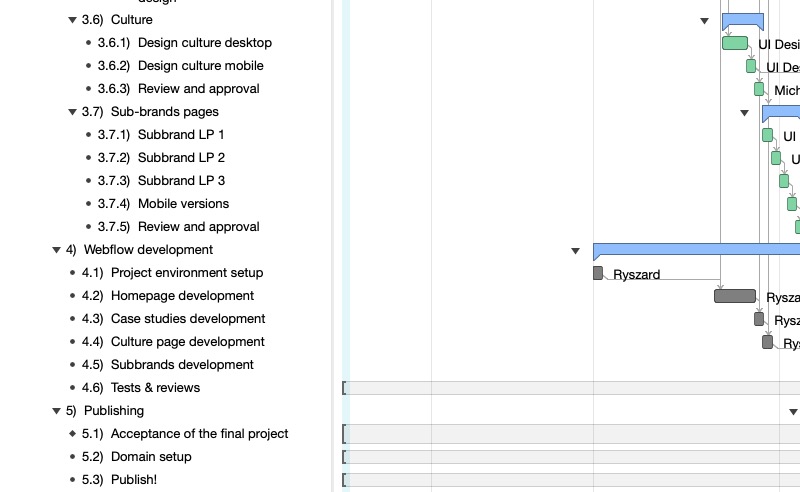 design
3.6) Culture
3.6.1) Design culture desktop
UI Desi
3.6.2) Design culture mobile
UI Des
3.6.3) Review and approval
Mich
3.7) Sub-brands pages
3.7.1) Subbrand LP 1
UI
3.7.2) Subbrand LP 2
U
3.7.3) Subbrand LP 3
3.7.4) Mobile versions
3.7.5) Review and approval
4) Webflow development
4.1) Project environment setup
Ryszard
4.2) Homepage development
Rysza
4.3) Case studies development
Rysz
4.4) Culture page development
Rys
4.5) Subbrands development
4.6) Tests & reviews
5) Publishing
5.1) Acceptance of the final project
5.2) Domain setup
5.3) Publish!